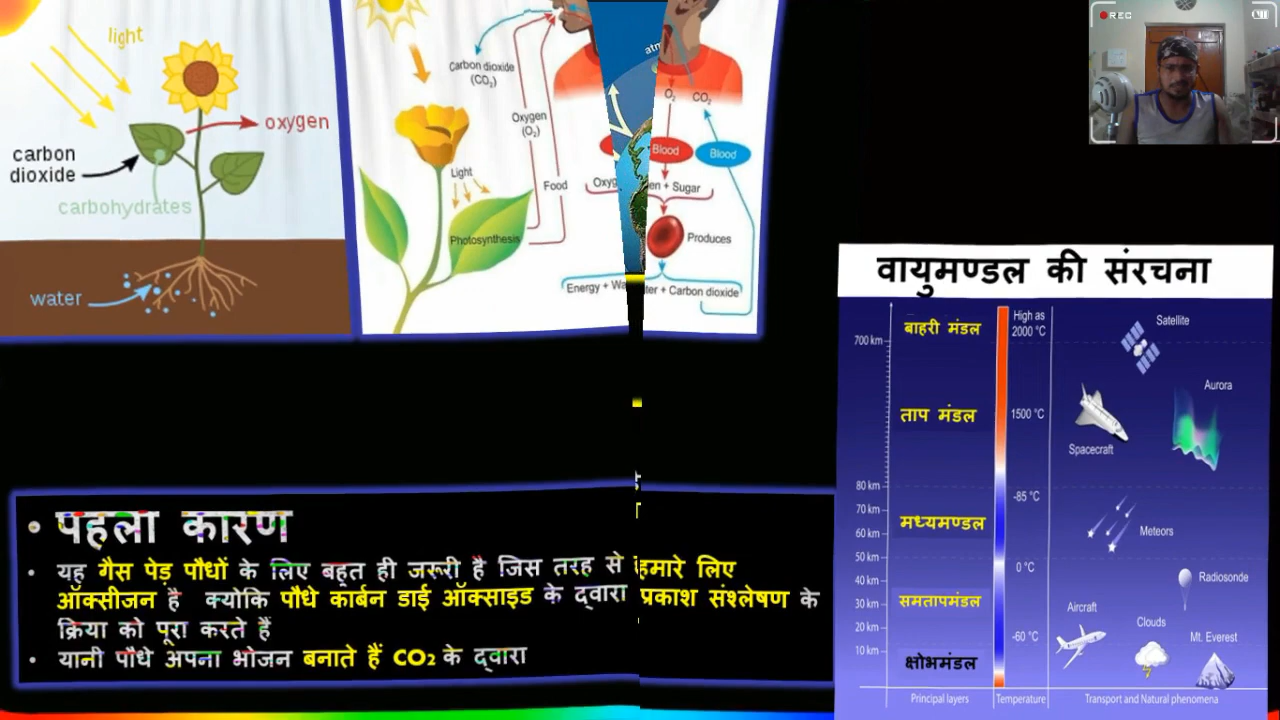 light
oxygen
carbon
dioxide
carbohydrates
water
Carbon dioxide
(CO₂)
Oxygen
(O₂)
Light
Food
Photosynthesis
O₂
CO₂
Blood
Blood
en + Sugar
Produces
Energy + Wa
ter + Carbon dioxide
REC
वायुमण्डल की संरचना
बाहरी मंडल
High as
2000 °C
Satellite
700 km
Aurora
ताप मंडल
1500 °C
Spacecraft
80 km
-85 °C
70 km
मध्यमण्डल
60 km
Meteors
50 km
0 °C
40 km
Radiosonde
समतापमंडल
30 km
Aircraft
Clouds
20 km
-60 °C
Mt. Everest
10 km
क्षोभमंडल
Principal layers
Temperature
Transport and Natural phenomena
• पहला कारण
• यह गैस पेड़ पौधों के लिए बहुत ही जरूरी है जिस तरह से हमारे लिए
ऑक्सीजन है क्योकि पौधे कार्बन डाई ऑक्साइड के द्वारा प्रकाश संश्लेषण के
क्रिया को पूरा करते हैं
• यानी पौधे अपना भोजन बनाते हैं CO₂ के द्वारा